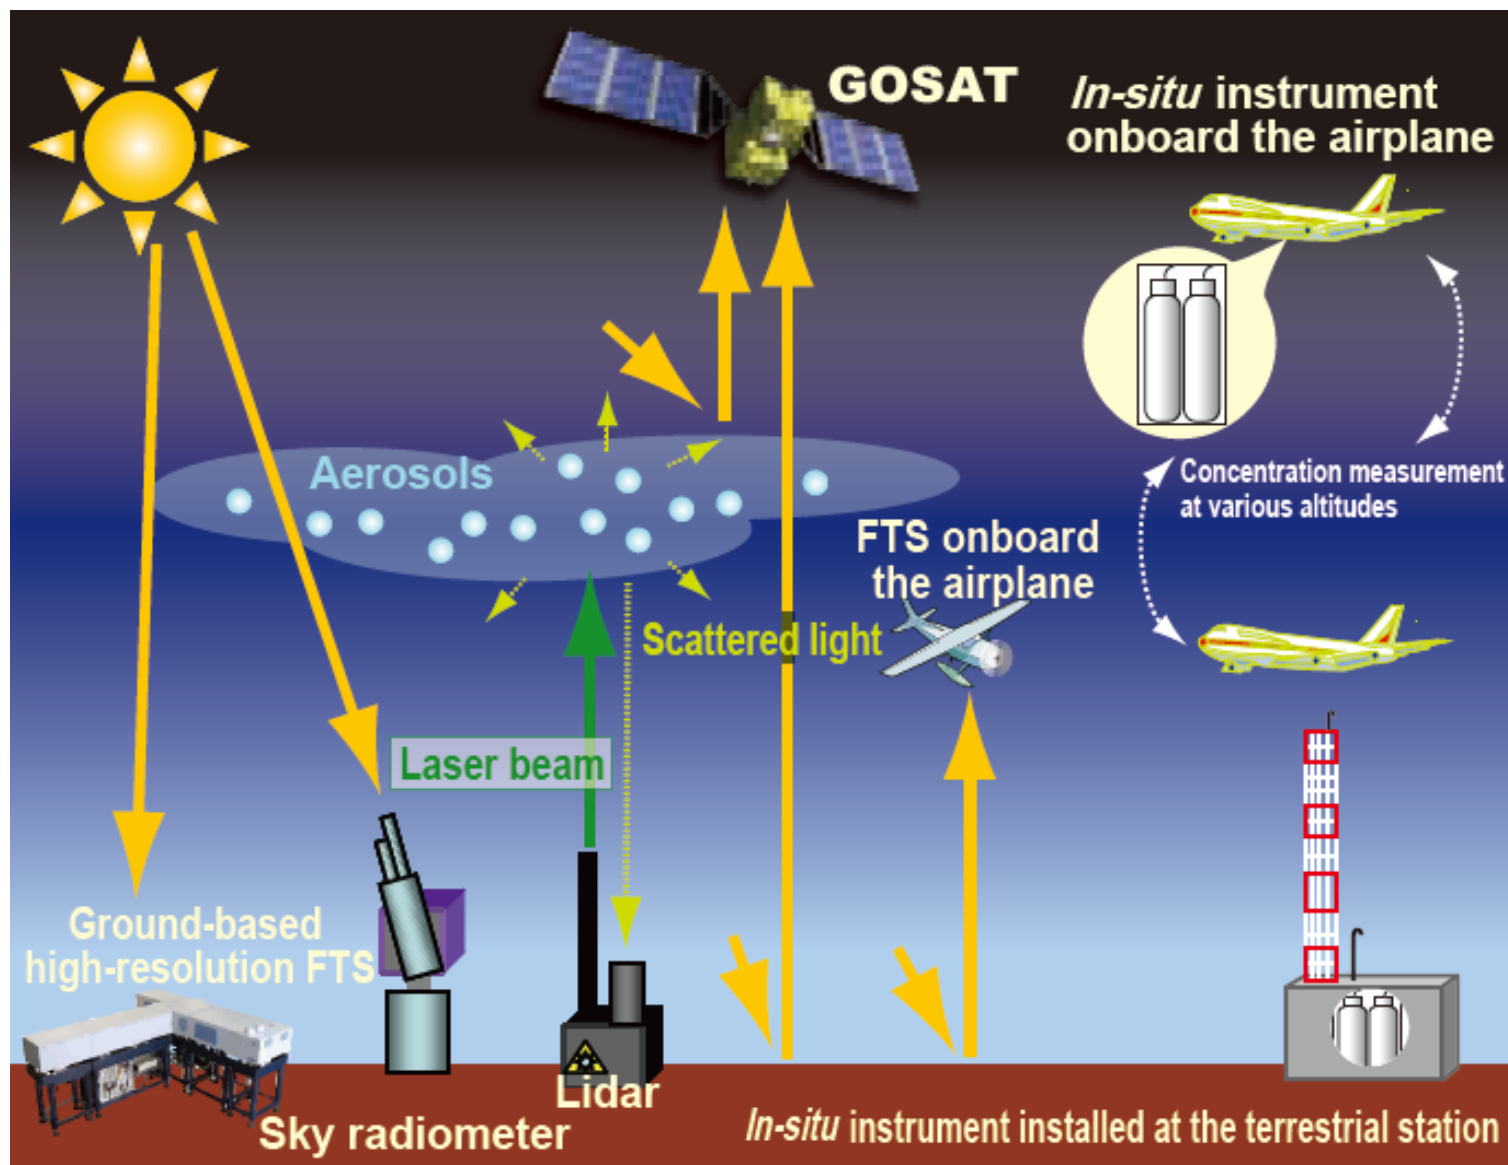 GOSAT
In-situ instrument
onboard the airplane
Aerosols
Concentration measurement
at various altitudes
FTS onboard
the airplane
Scattered light
Laser beam
Ground-based
high-resolution FTS
Lidar
Sky radiometer
In-situ instrument installed at the terrestrial station